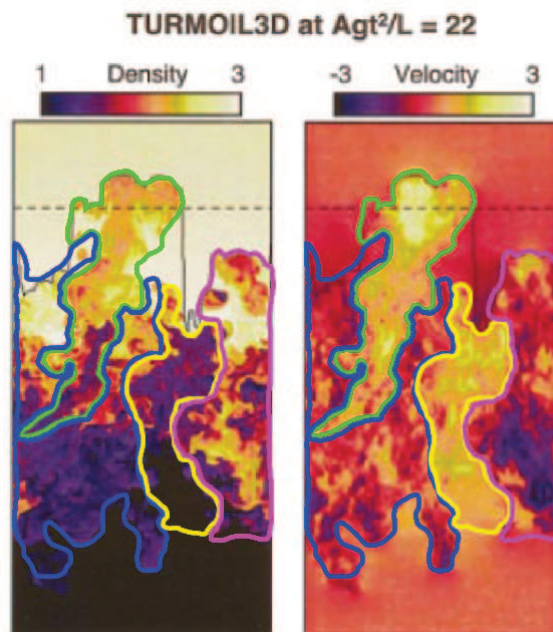 TURMOIL3D at Agt²/L = 22
1 Density 3 -3 Velocity 3